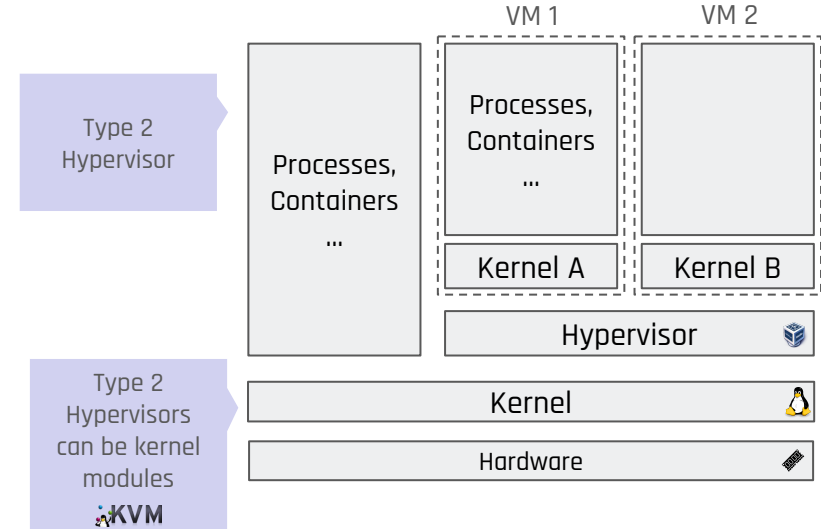 VM 1
VM 2
Type 2
Hypervisor
Processes,
Containers
...
Processes,
Containers
...
Kernel A
Kernel B
Hypervisor
Type 2
Hypervisors
can be kernel
modules
KVM
Kernel
Hardware